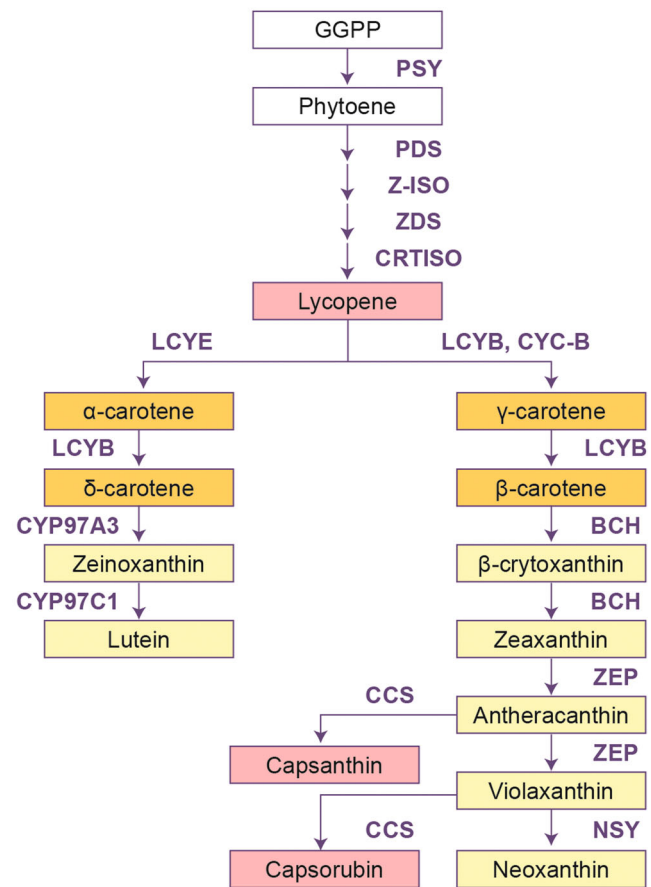 GGPP
PSY
Phytoene
PDS
Z-ISO
ZDS
CRTISO
Lycopene
LCYE
LCYB, CYC-B
α-carotene
γ-carotene
LCYB
LCYB
δ-carotene
β-carotene
CYP97A3
BCH
Zeinoxanthin
β-crytoxanthin
CYP97C1
BCH
Lutein
Zeaxanthin
ZEP
CCS
Antheracanthin
Capsanthin
ZEP
Violaxanthin
CCS
NSY
Capsorubin
Neoxanthin